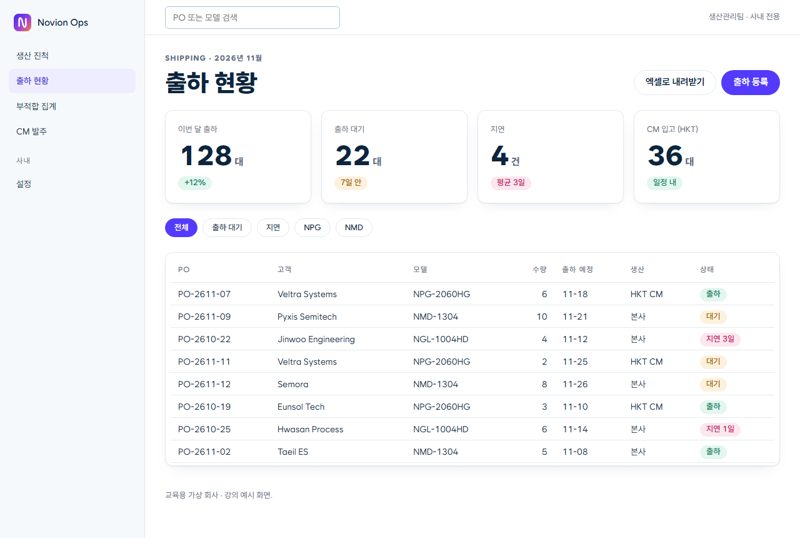 N Novion Ops
생산 진척
출하 현황
부적합 집계
CM 발주
사내
설정
PO 또는 모델 검색
생산관리팀 · 사내 전용
SHIPPING · 2026년 11월
출하 현황
엑셀로 내려받기
출하 등록
이번 달 출하
128 대
+12%
출하 대기
22 대
7일 안
지연
4 건
평균 3일
CM 입고 (HKT)
36 대
일정 내
전체 출하 대기 지연 NPG NMD
PO 고객 모델 수량 출하 예정 생산 상태
PO-2611-07 Veltra Systems NPG-2060HG 6 11-18 HKT CM 출하
PO-2611-09 Pyxis Semitech NMD-1304 10 11-21 본사 대기
PO-2610-22 Jinwoo Engineering NGL-1004HD 4 11-12 본사 지연 3일
PO-2611-11 Veltra Systems NPG-2060HG 2 11-25 HKT CM 대기
PO-2611-12 Semora NMD-1304 8 11-26 본사 대기
PO-2610-19 Eunsol Tech NPG-2060HG 3 11-10 HKT CM 출하
PO-2610-25 Hwasan Process NGL-1004HD 6 11-14 본사 지연 1일
PO-2611-02 Taeil ES NMD-1304 5 11-08 본사 출하
교육용 가상 회사 · 강의 예시 화면.